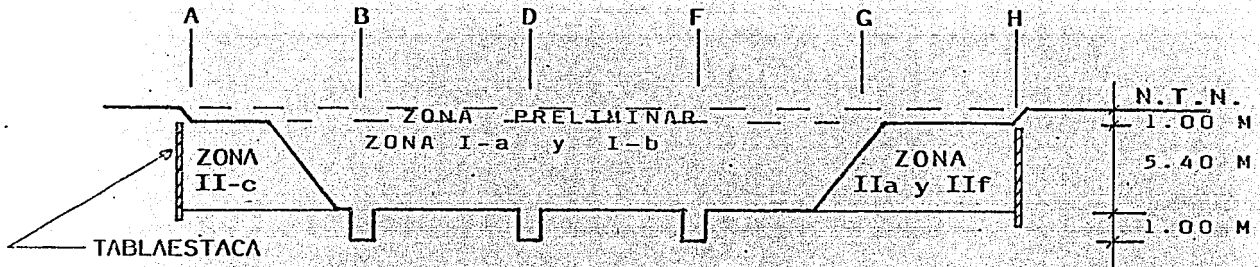 A B D F G H
N.T.N.
1.00 M
ZONA PRELIMINAR
ZONA I-a y I-b
ZONA
II-c
ZONA
IIa y IIf
5.40 M
1.00 M
TABLAESTACA